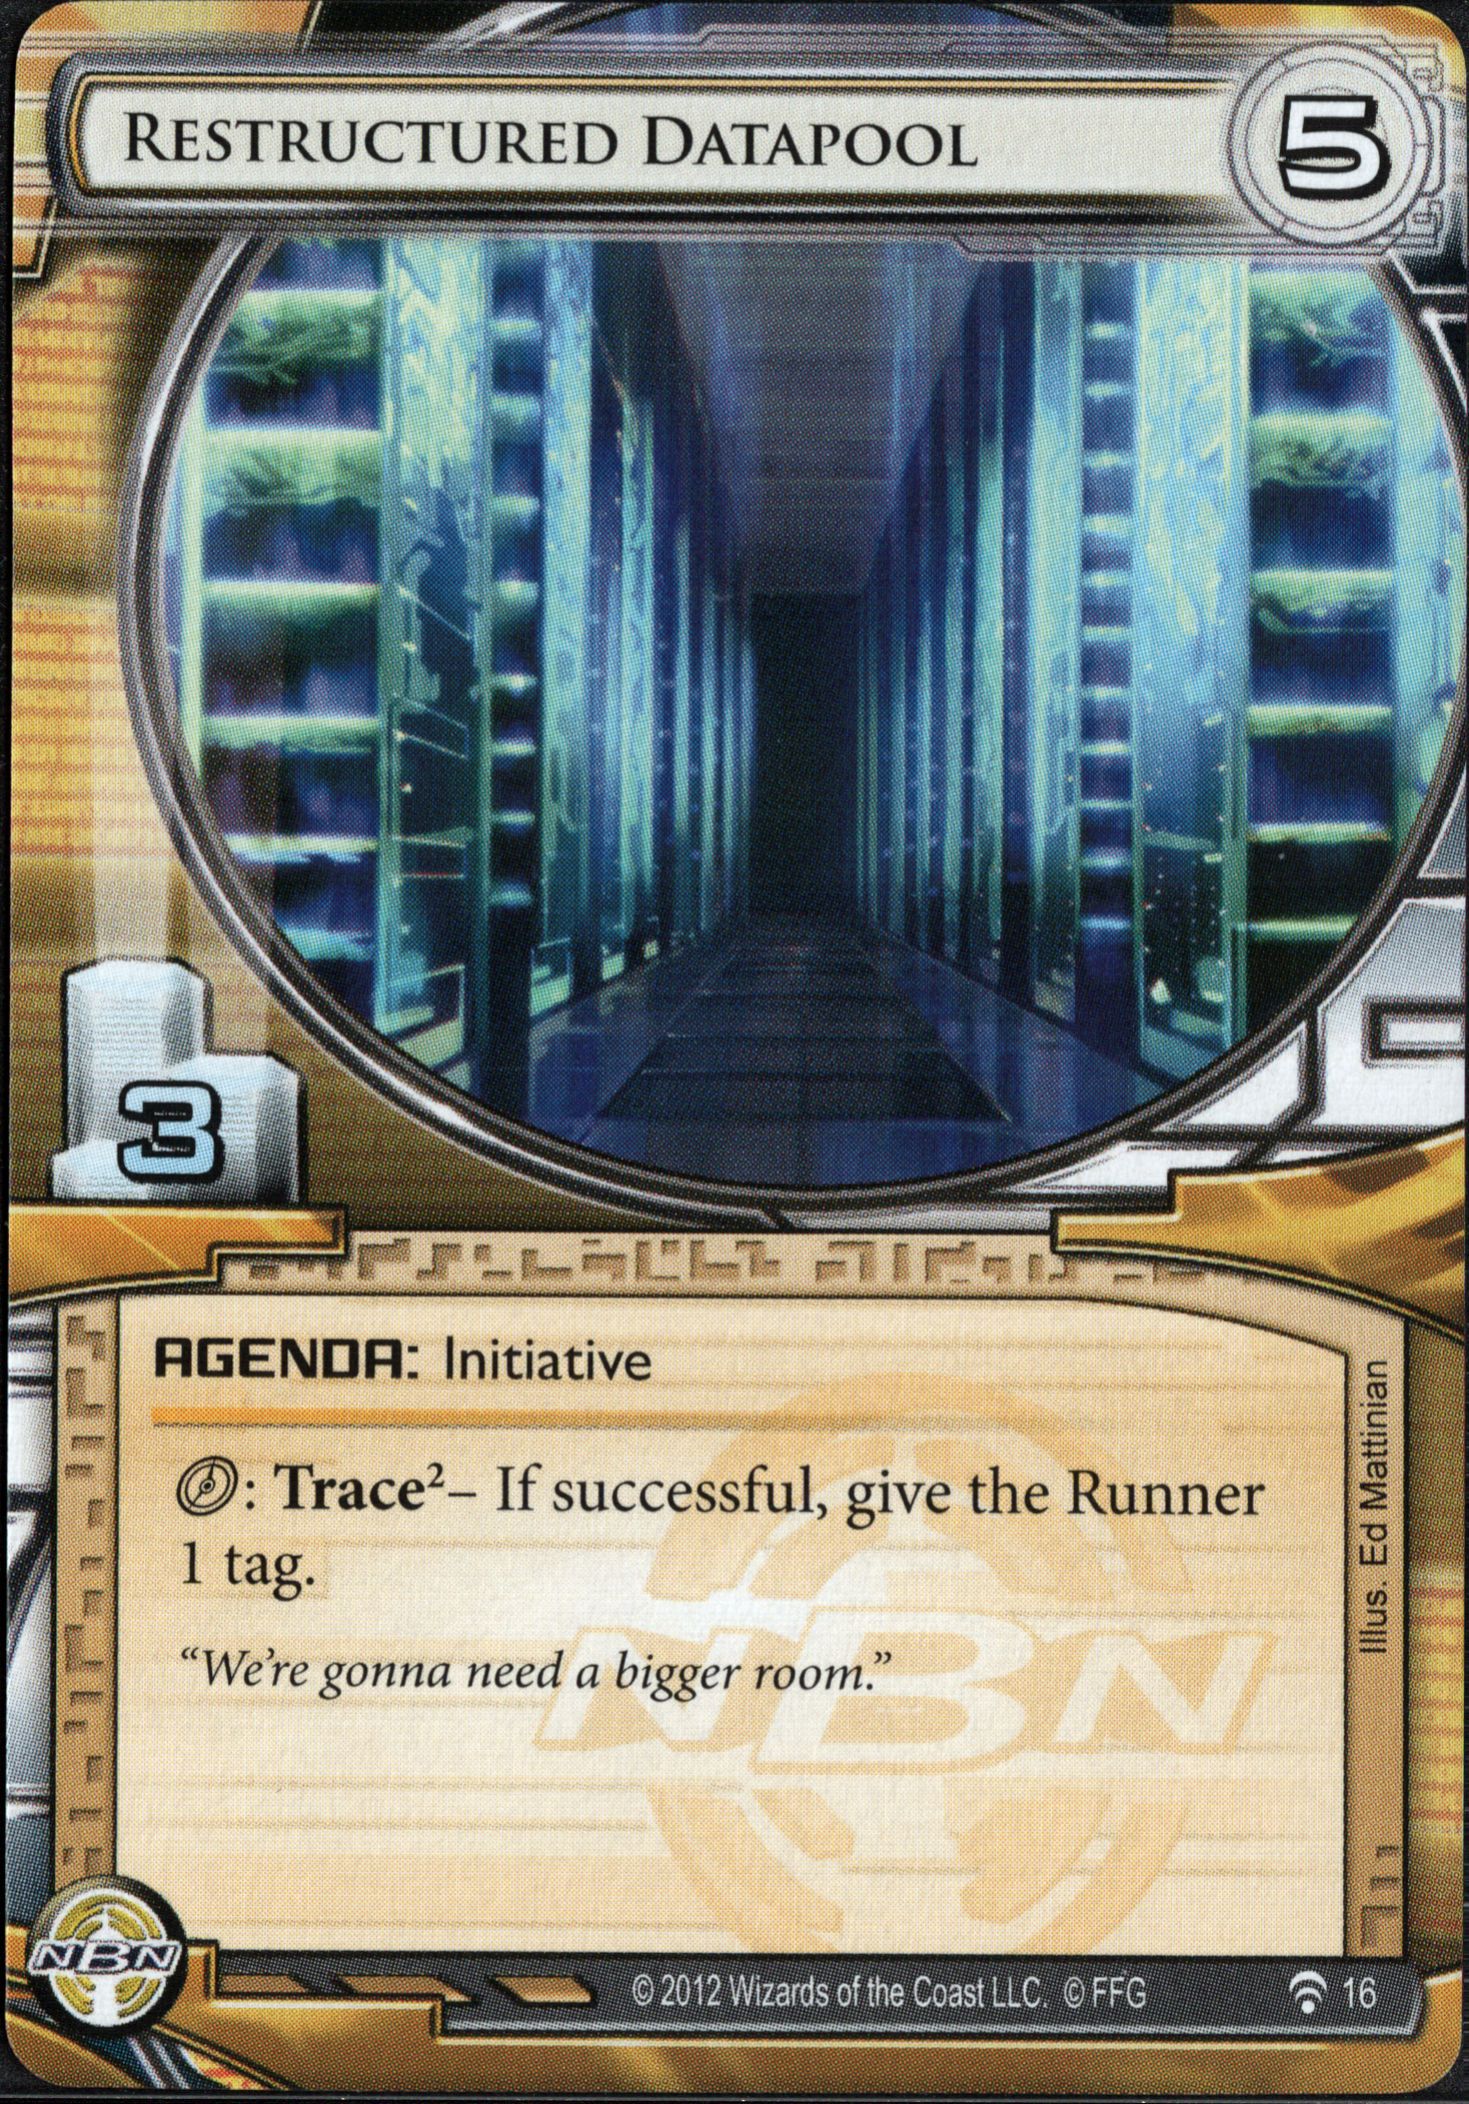 RESTRUCTURED DATAPOOL
5
3
AGENDA: Initiative
: Trace²– If successful, give the Runner
1 tag.
“We’re gonna need a bigger room.”
NBN
Illus. Ed Mattinian
NBN
© 2012 Wizards of the Coast LLC. © FFG
16